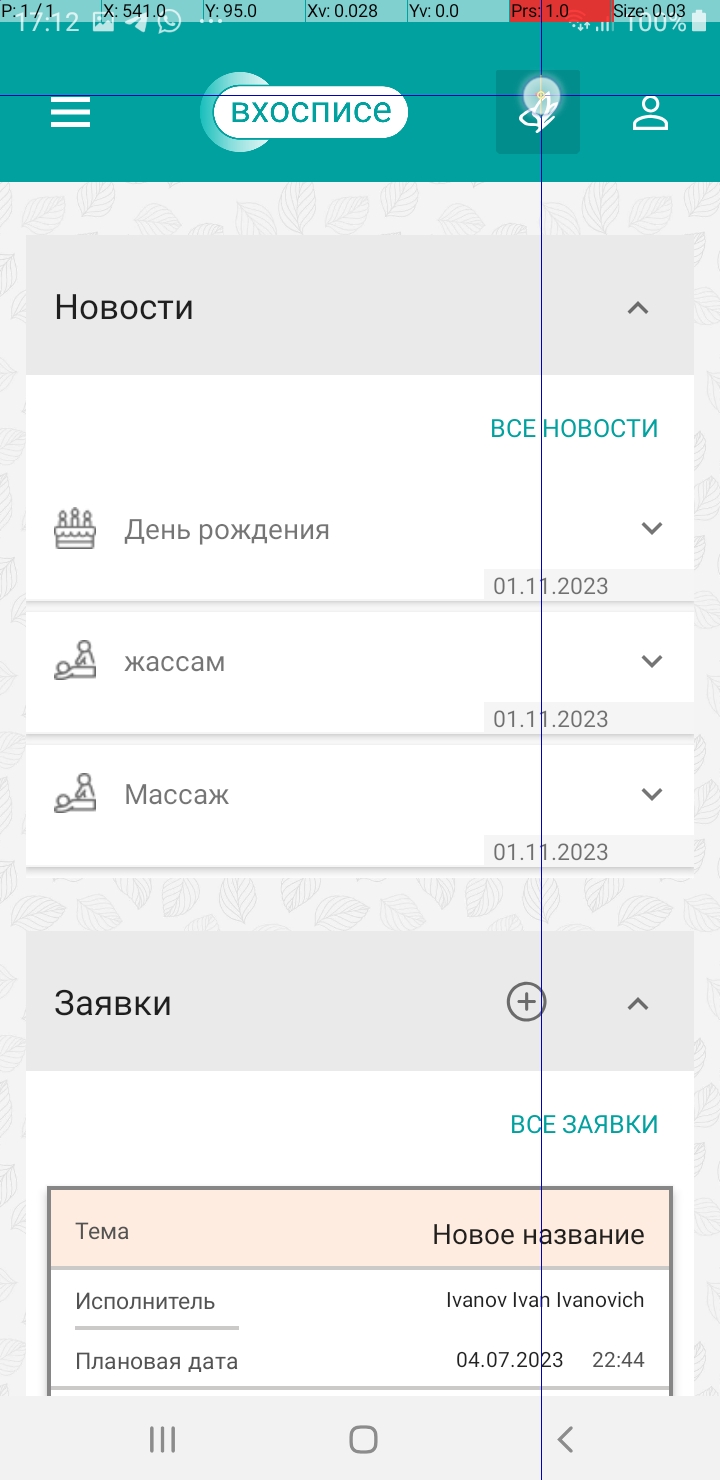 P: 1 / 1 X: 541.0 Y: 95.0 Xv: 0.028 Yv: 0.0 Prs: 1.0 Size: 0.03
17:12 100%
вхосписе
Новости
ВСЕ НОВОСТИ
День рождения
01.11.2023
жассам
01.11.2023
Массаж
01.11.2023
Заявки
ВСЕ ЗАЯВКИ
Тема Новое название
Исполнитель Ivanov Ivan Ivanovich
Плановая дата 04.07.2023 22:44